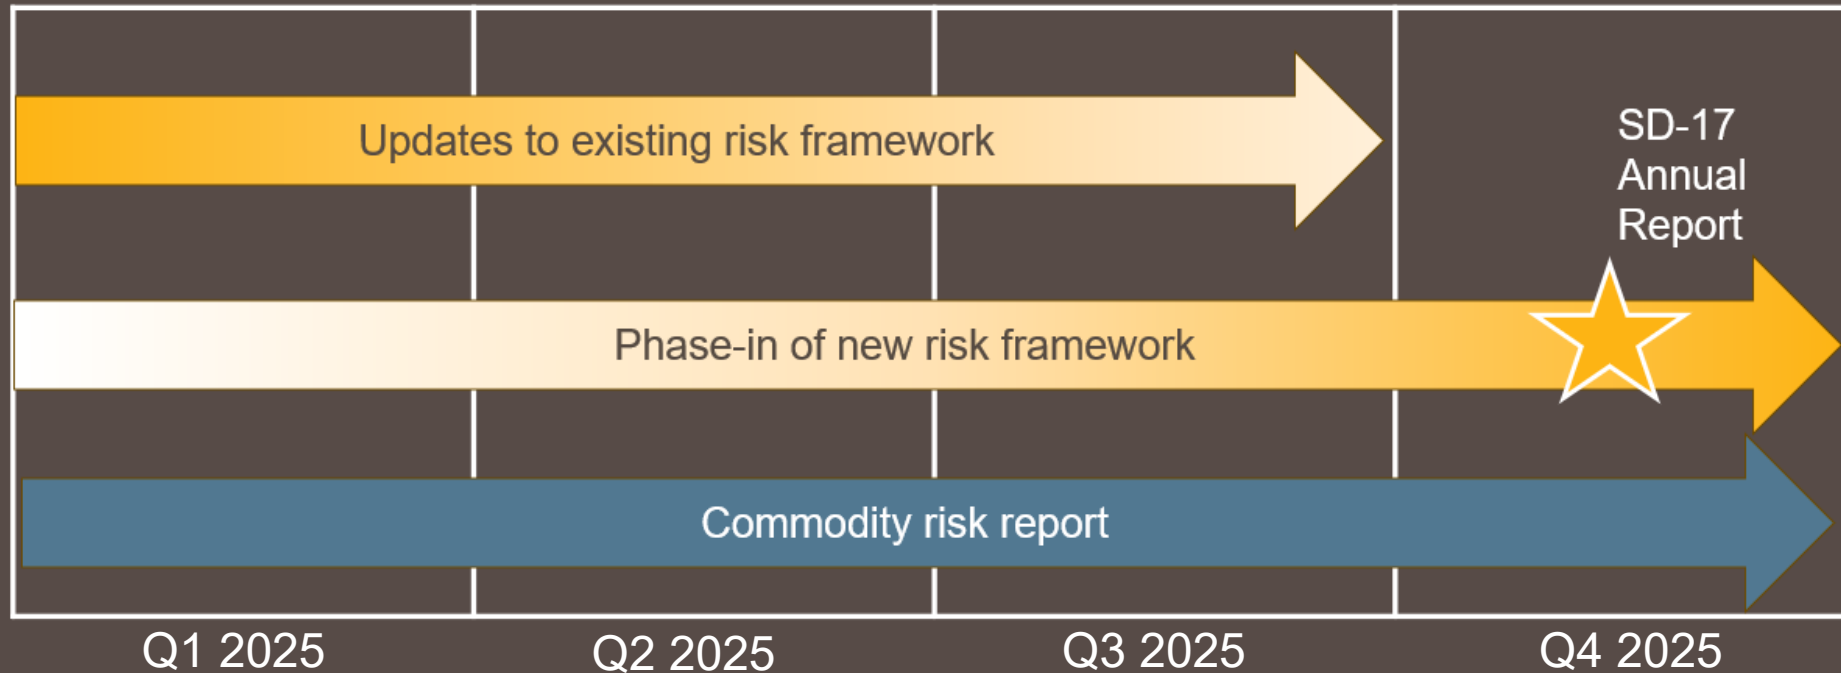 Updates to existing risk framework
SD-17
Annual
Report
Phase-in of new risk framework
Commodity risk report
Q1 2025
Q2 2025
Q3 2025
Q4 2025